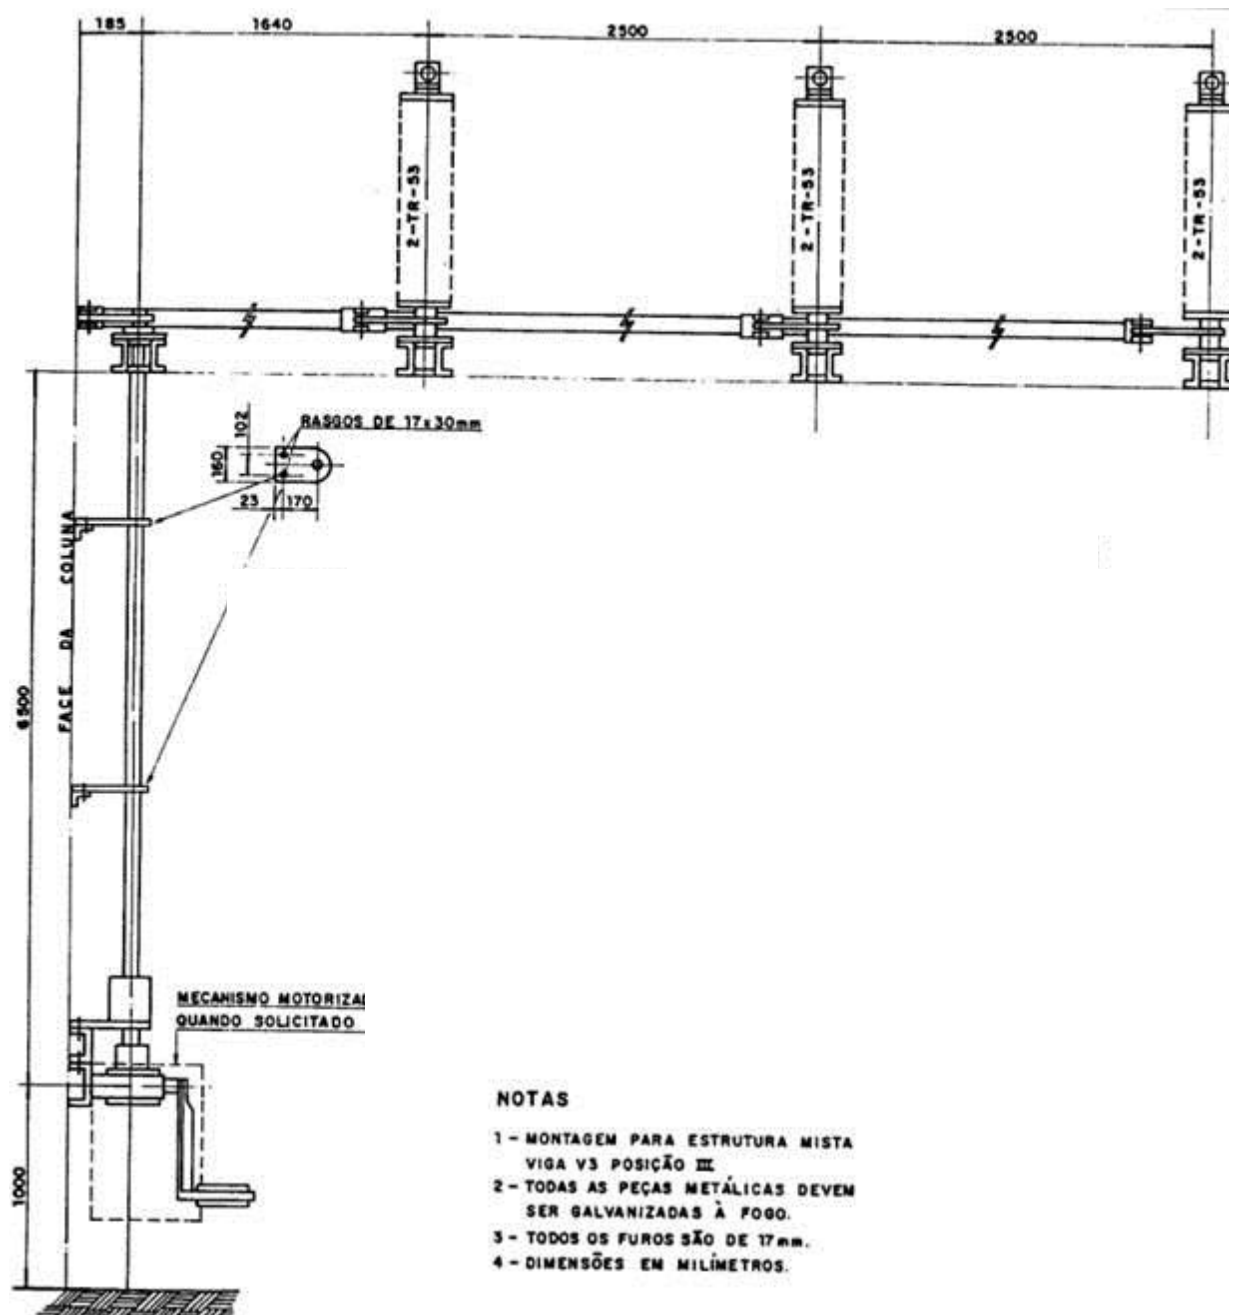 185
1640
2500
2500
2-TR-53
2-TR-53
2-TR-53
RASGOS DE 17x30mm
102
160
23
170
FACE DA COLUNA
6500
MECANISMO MOTORIZA
QUANDO SOLICITADO
1000
NOTAS
1 - MONTAGEM PARA ESTRUTURA MISTA
VIGA V3 POSIÇÃO III
2 - TODAS AS PEÇAS METÁLICAS DEVEM
SER GALVANIZADAS À FOGO.
3 - TODOS OS FUROS SÃO DE 17mm.
4 - DIMENSÕES EM MILÍMETROS.